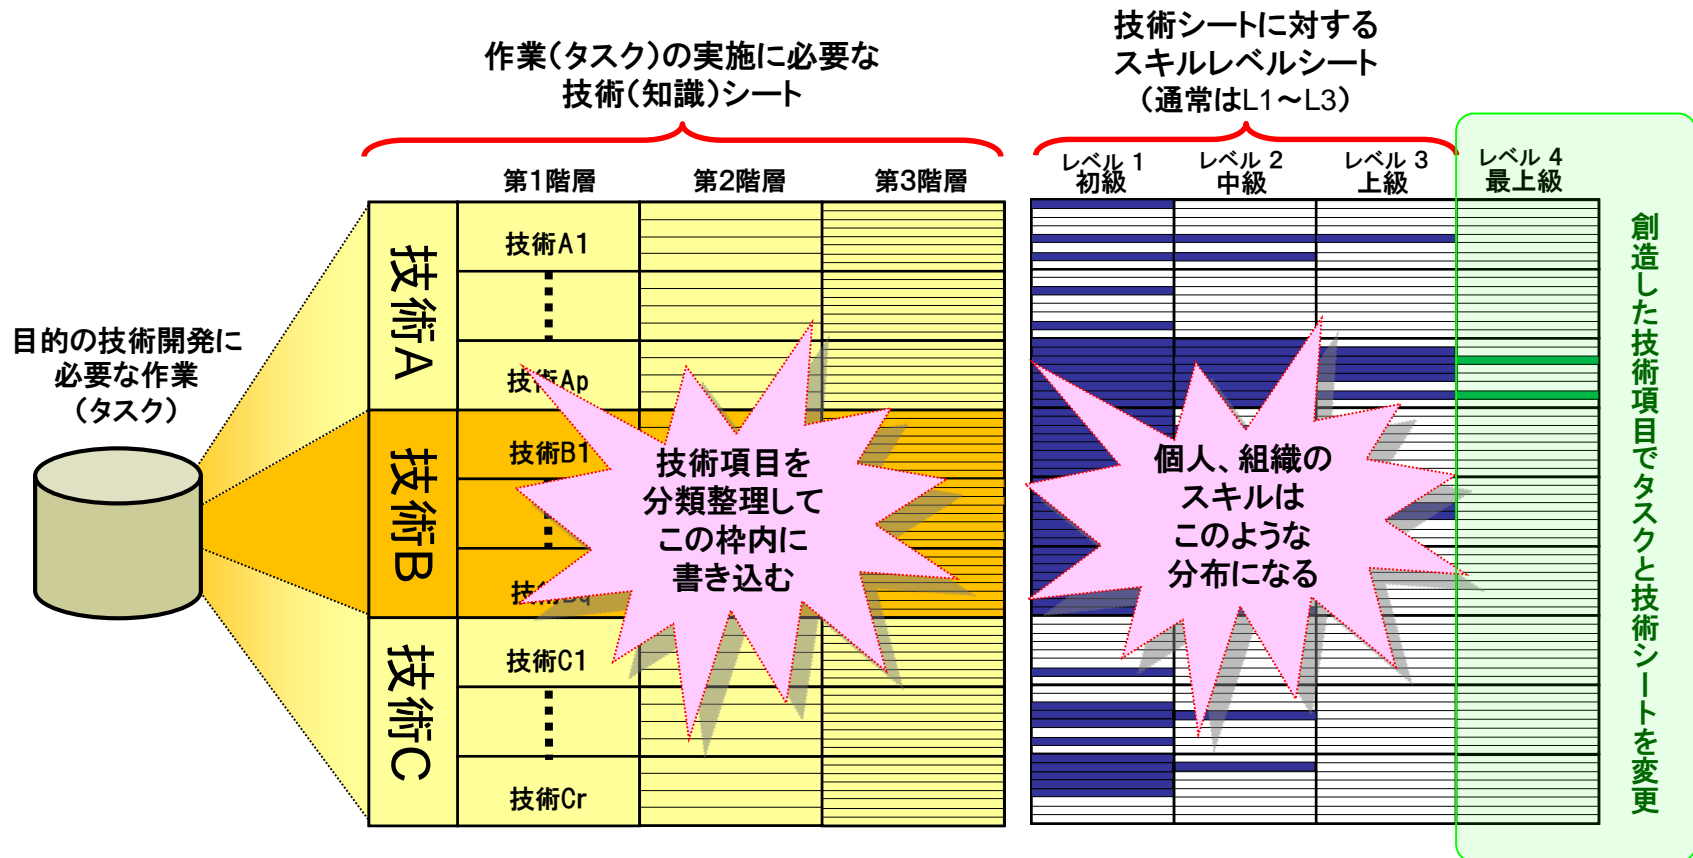 作業（タスク）の実施に必要な
技術（知識）シート
技術シートに対する
スキルレベルシート
（通常はL1～L3）
第1階層
第2階層
第3階層
レベル 1
初級
レベル 2
中級
レベル 3
上級
レベル 4
最上級
目的の技術開発に
必要な作業
（タスク）
技術A
技術A1
技術Ap
技術B
技術B1
技術C
技術C1
技術Cr
技術項目を
分類整理して
この枠内に
書き込む
個人、組織の
スキルは
このような
分布になる
創造した技術項目でタスクと技術シートを変更